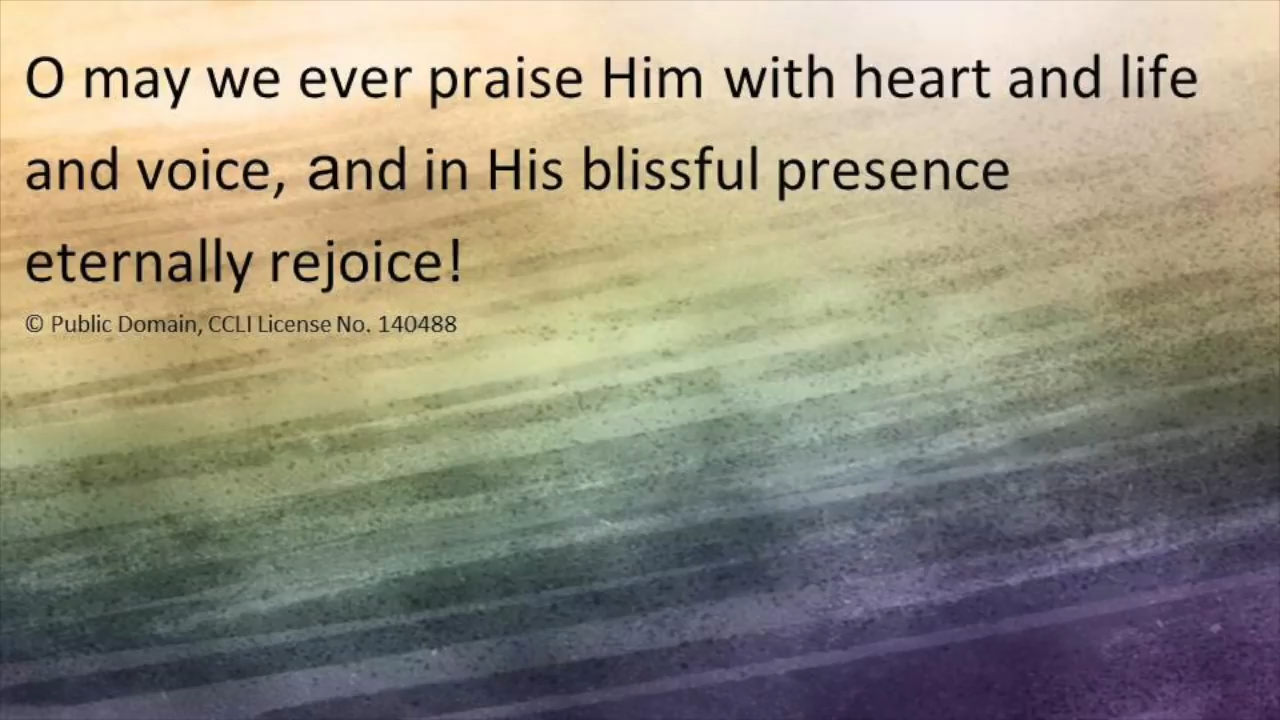 O may we ever praise Him with heart and life
and voice, and in His blissful presence
eternally rejoice!
© Public Domain, CCLI License No. 140488